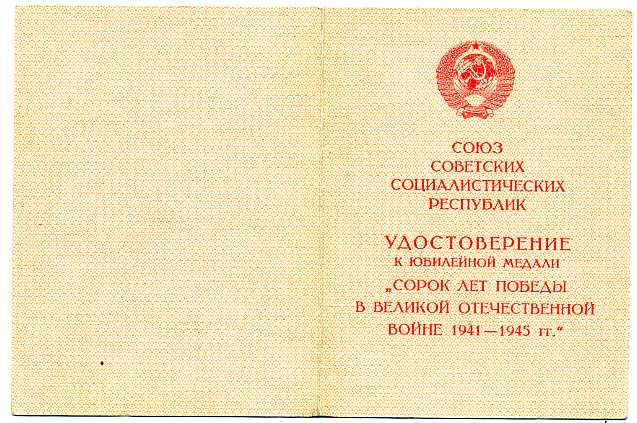 СОЮЗ
СОВЕТСКИХ
СОЦИАЛИСТИЧЕСКИХ
РЕСПУБЛИК
УДОСТОВЕРЕНИЕ
К ЮБИЛЕЙНОЙ МЕДАЛИ
„СОРОК ЛЕТ ПОБЕДЫ
В ВЕЛИКОЙ ОТЕЧЕСТВЕННОЙ
ВОЙНЕ 1941—1945 гг.“